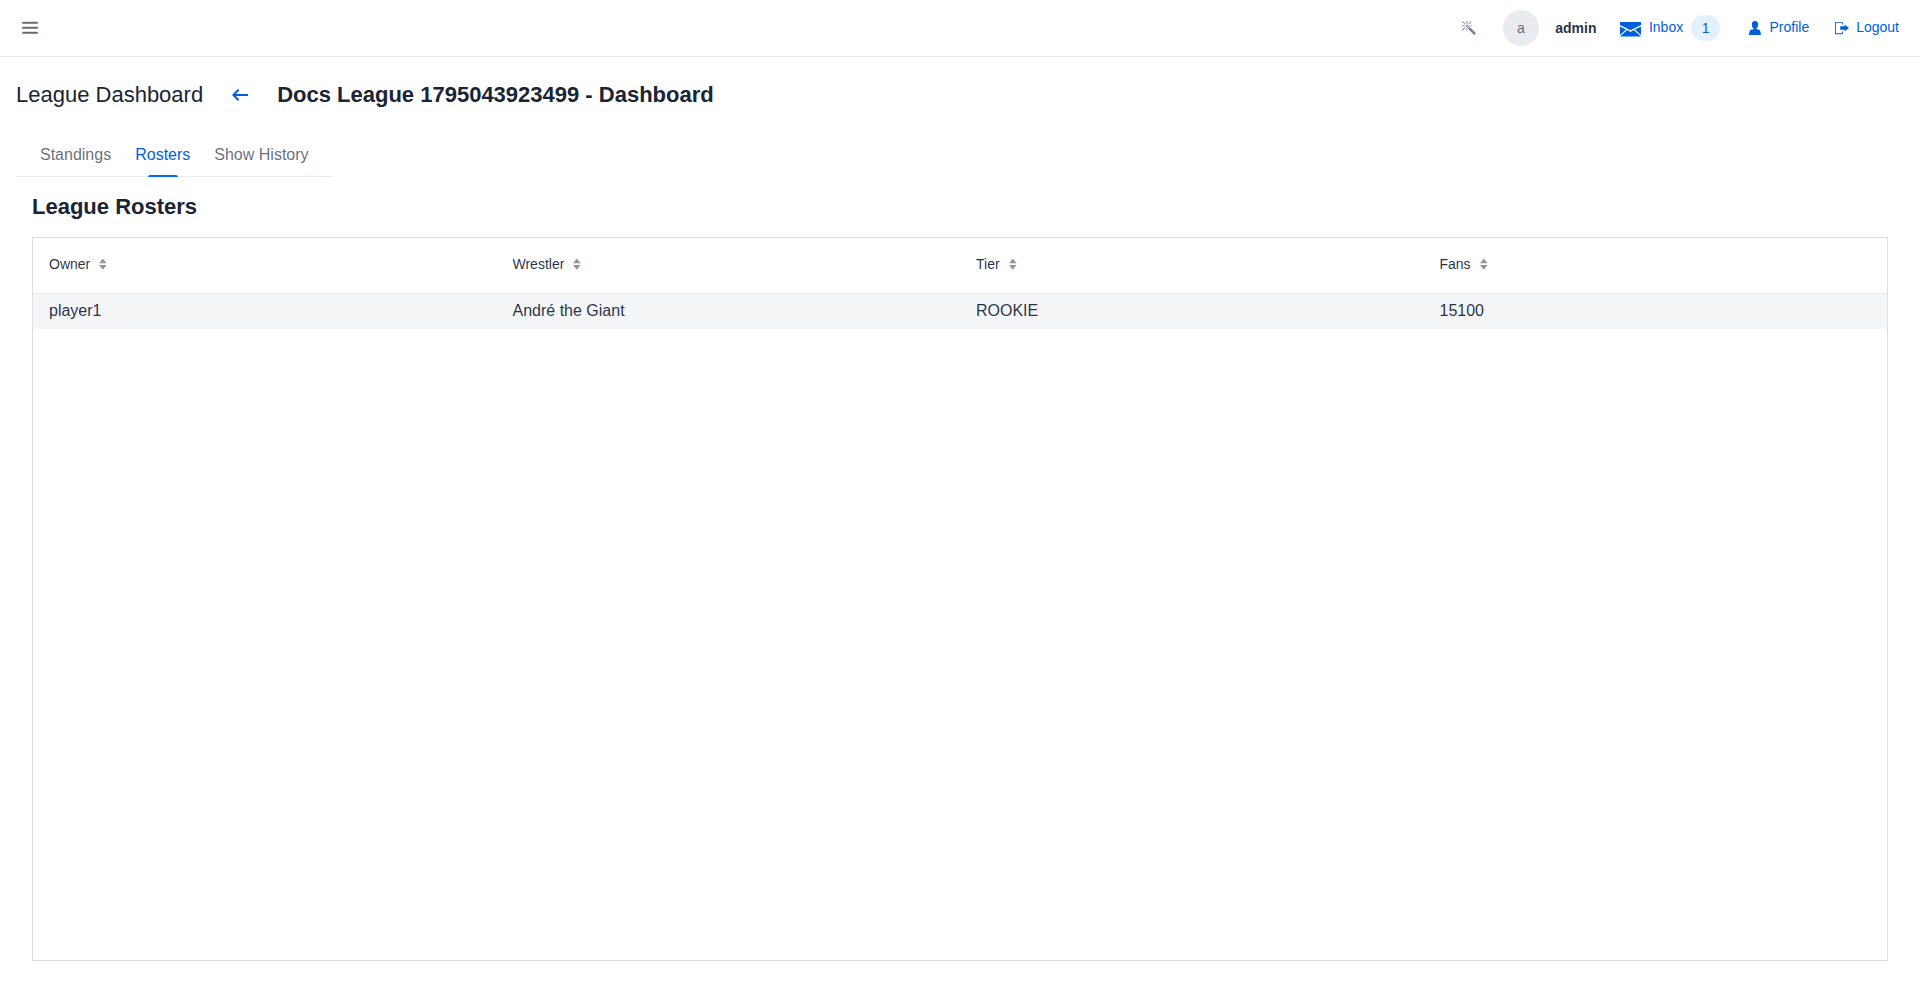 a admin Inbox 1 Profile Logout
League Dashboard Docs League 1795043923499 - Dashboard
Standings Rosters Show History
League Rosters
Owner Wrestler Tier Fans
player1 André the Giant ROOKIE 15100